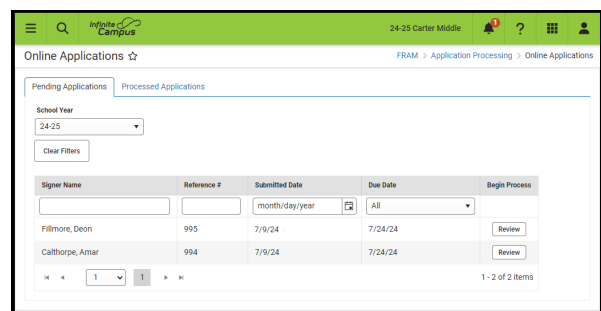 Infinite Campus
24-25 Carter Middle
1
?
Online Applications
FRAM > Application Processing > Online Applications
Pending Applications
Processed Applications
School Year
24-25
Clear Filters
Signer Name Reference # Submitted Date Due Date Begin Process
month/day/year All
Fillmore, Deon 995 7/9/24 7/24/24 Review
Calthorpe, Amar 994 7/9/24 7/24/24 Review
1 1 1 - 2 of 2 items